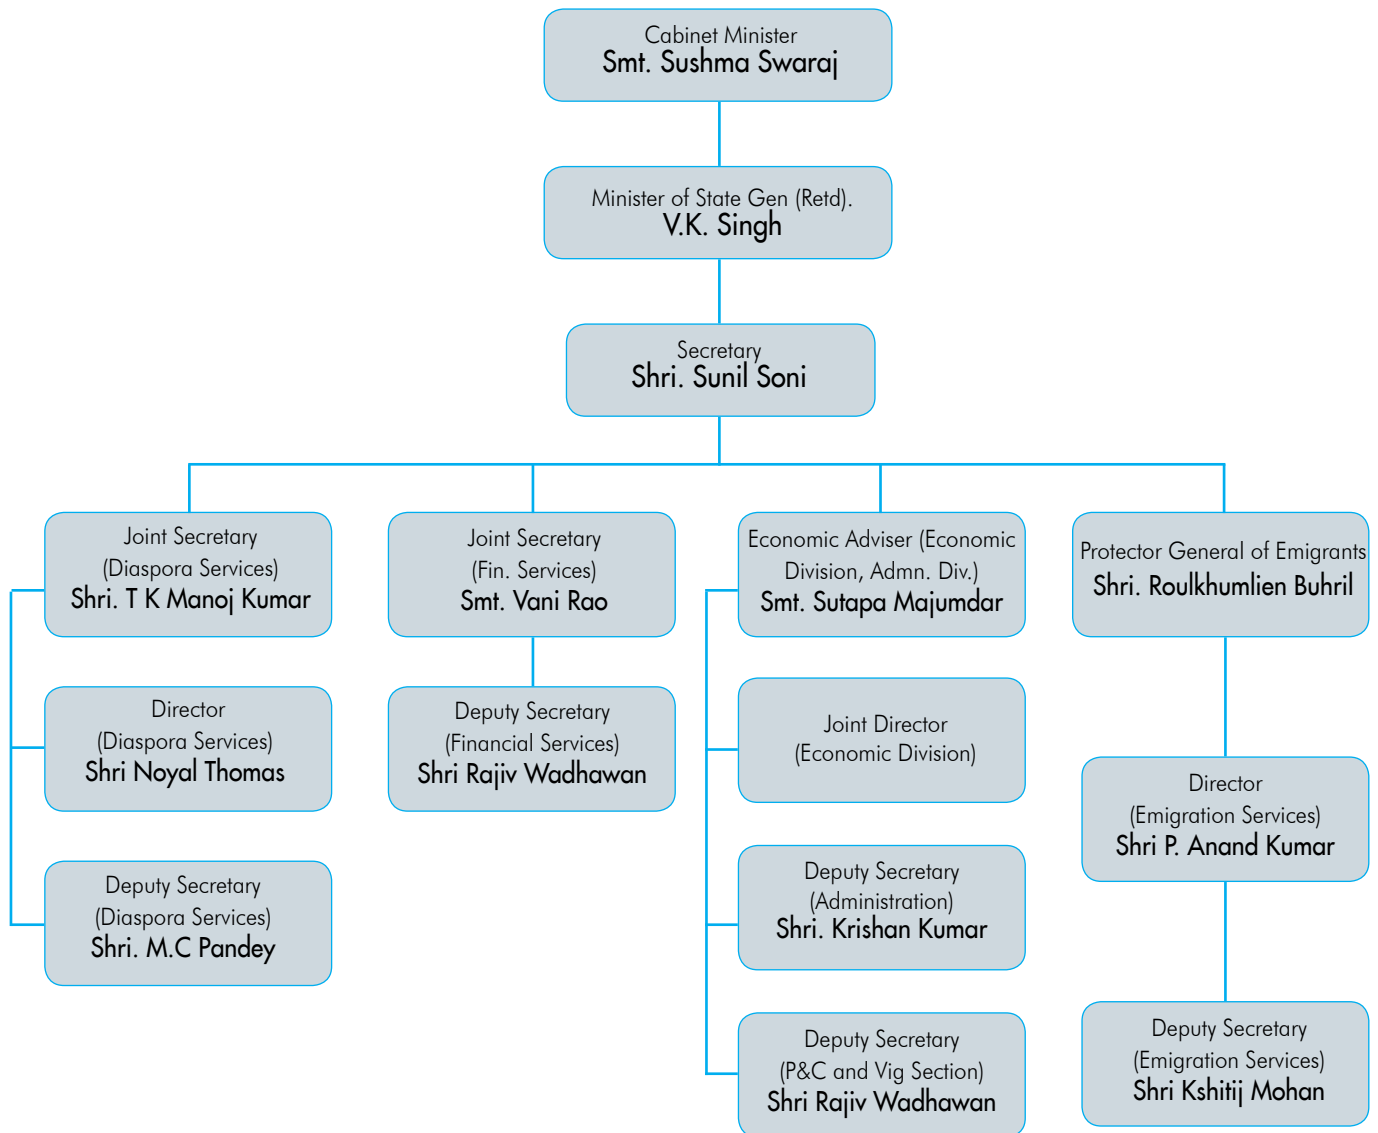 Cabinet Minister
Smt. Sushma Swaraj
Minister of State Gen (Retd).
V.K. Singh
Secretary
Shri. Sunil Soni
Joint Secretary
(Diaspora Services)
Shri. T K Manoj Kumar
Director
(Diaspora Services)
Shri Noyal Thomas
Deputy Secretary
(Diaspora Services)
Shri. M.C Pandey
Joint Secretary
(Fin. Services)
Smt. Vani Rao
Deputy Secretary
(Financial Services)
Shri Rajiv Wadhawan
Economic Adviser (Economic
Division, Admn. Div.)
Smt. Sutapa Majumdar
Joint Director
(Economic Division)
Deputy Secretary
(Administration)
Shri. Krishan Kumar
Deputy Secretary
(P&C and Vig Section)
Shri Rajiv Wadhawan
Protector General of Emigrants
Shri. Roulkhumlien Buhril
Director
(Emigration Services)
Shri P. Anand Kumar
Deputy Secretary
(Emigration Services)
Shri Kshitij Mohan